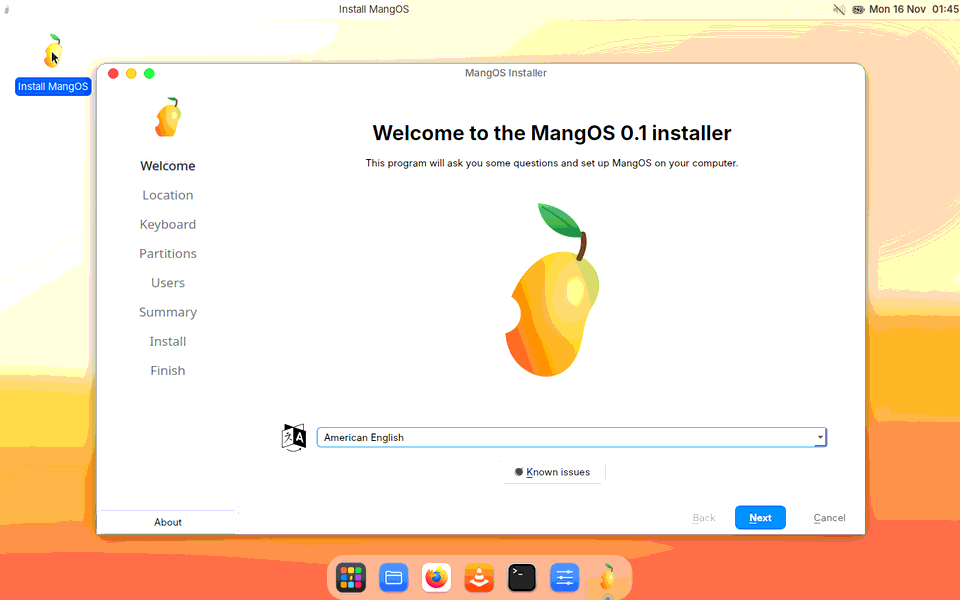 Install MangOS
Mon 16 Nov 01:45
Install MangOS
MangOS Installer
Welcome
Location
Keyboard
Partitions
Users
Summary
Install
Finish
About
Welcome to the MangOS 0.1 installer
This program will ask you some questions and set up MangOS on your computer.
文A
American English
Known issues
Back
Next
Cancel
>_